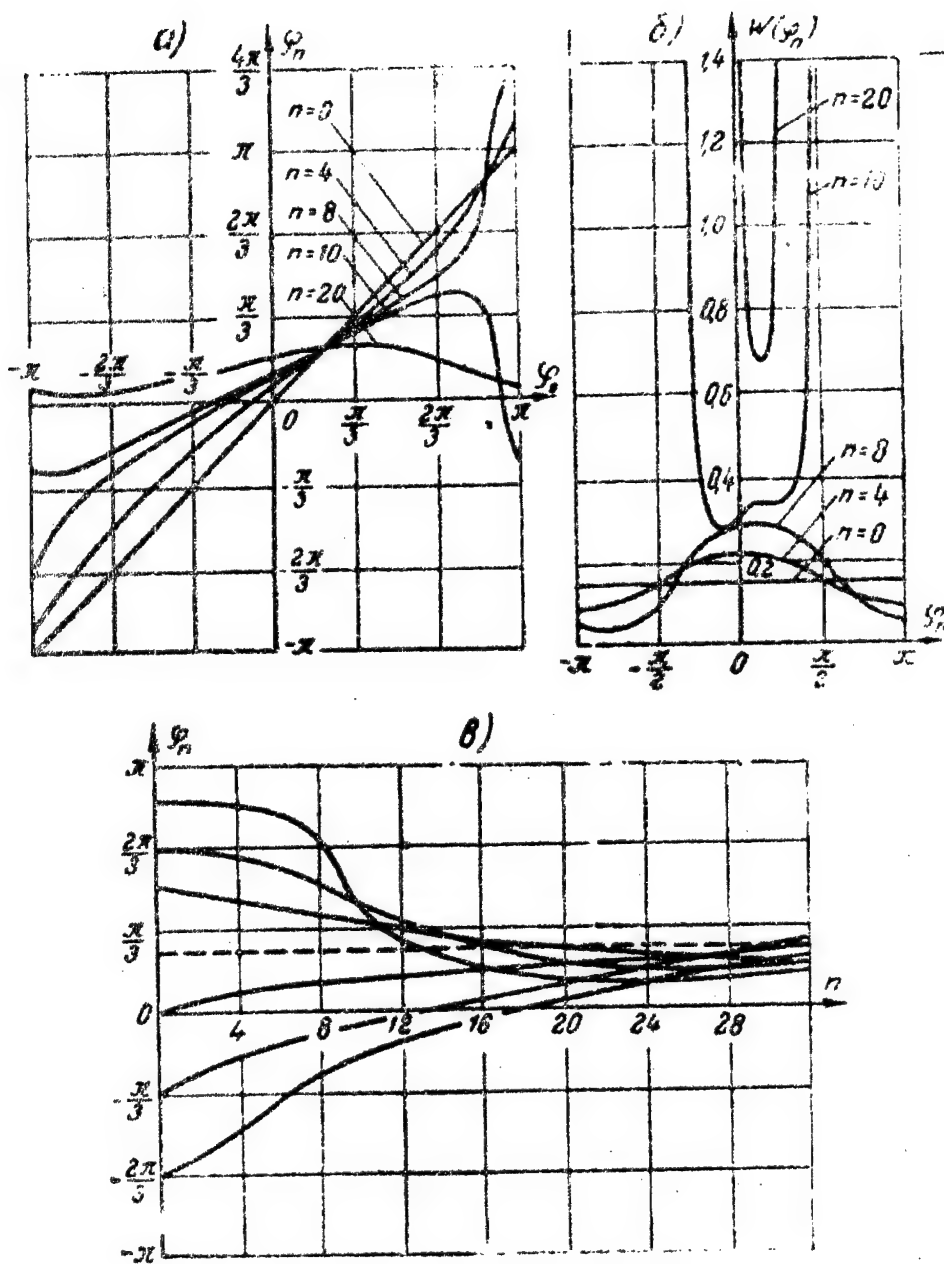 а)
φₙ
4π/3
n=0
π
n=4
2π/3
n=8
n=10
n=20
π/3
-π -2π/3 -π/3 0 π/3 2π/3 π φ₀
-π/3
-2π/3
-π
б)
W(φₙ)
1,4
n=20
1,2
n=10
1,0
0,8
0,6
0,4
n=8
n=4
n=0
0,2
φₙ
-π -π/2 0 π/2 π
в)
φₙ
π
2π/3
π/3
0 4 8 12 16 20 24 28 n
-π/3
-2π/3
-π